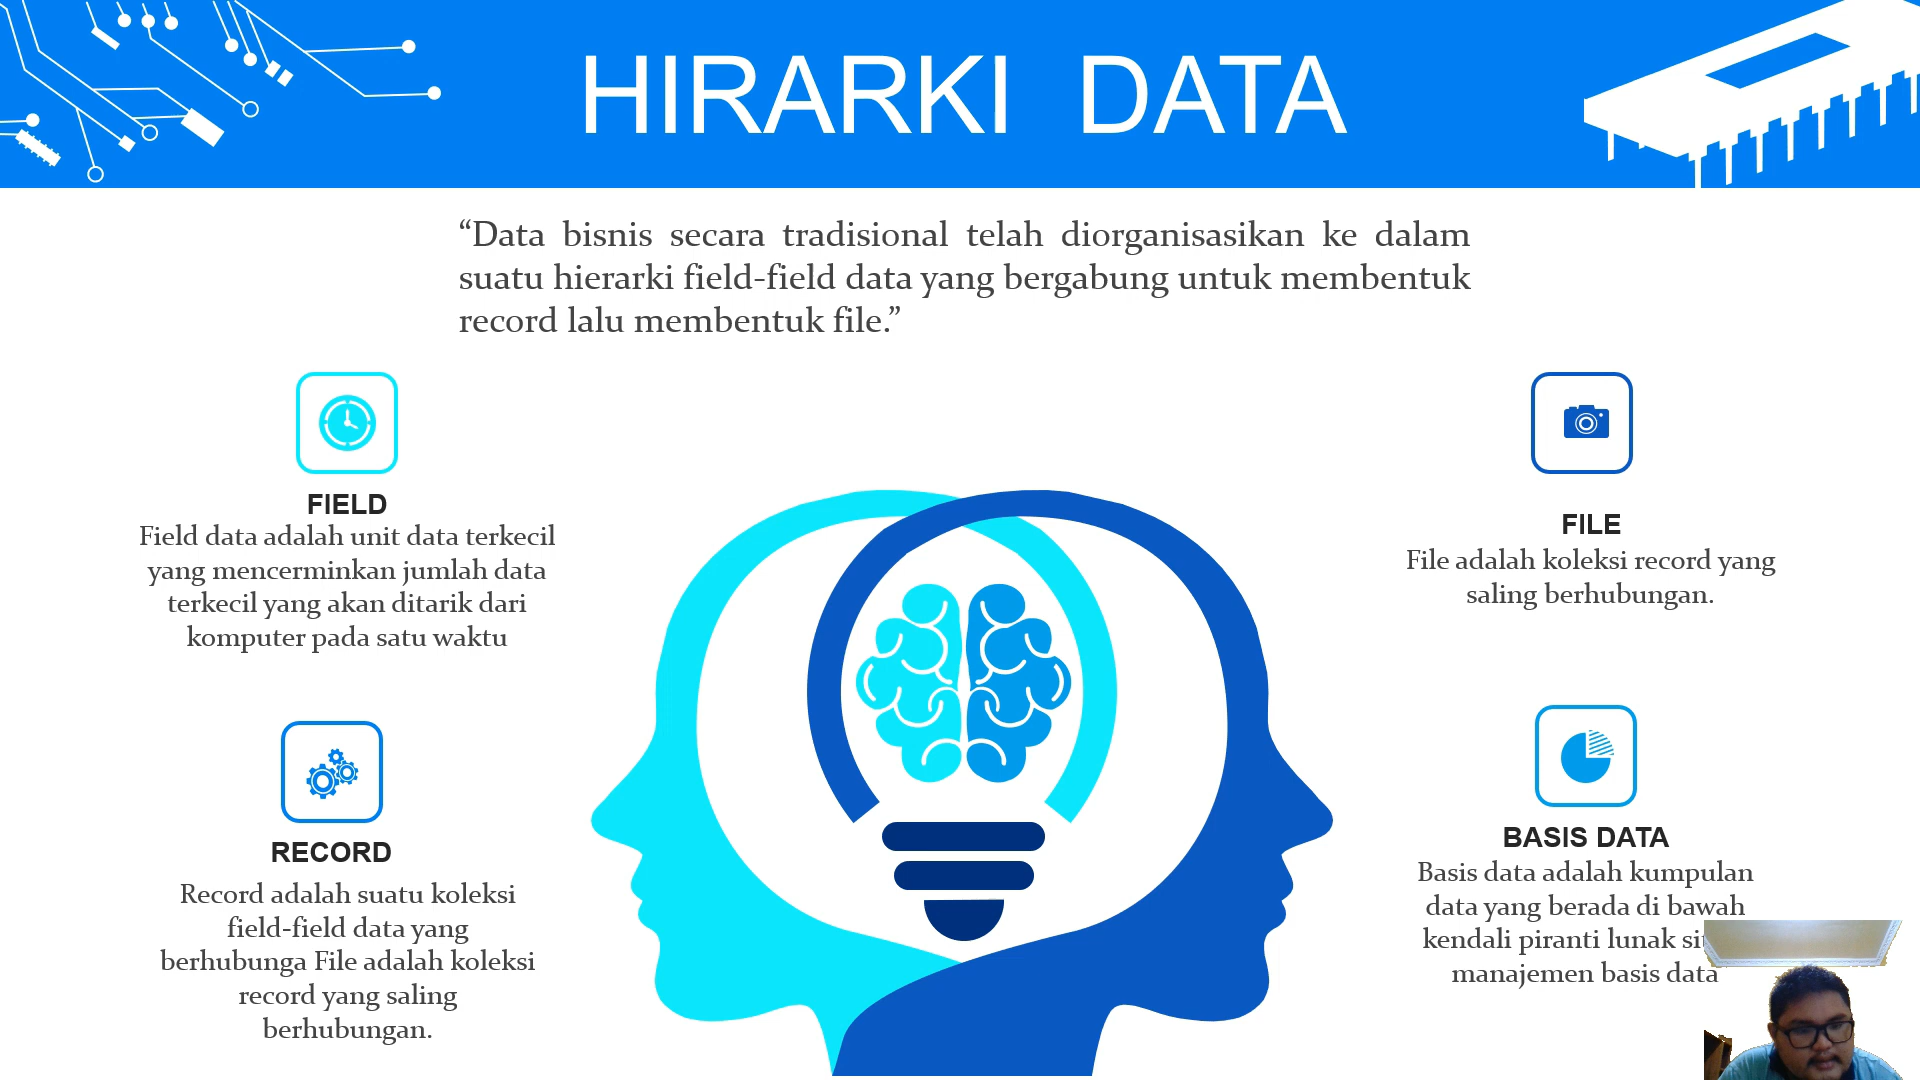 HIRARKI DATA
“Data bisnis secara tradisional telah diorganisasikan ke dalam
suatu hierarki field-field data yang bergabung untuk membentuk
record lalu membentuk file.”
FIELD
Field data adalah unit data terkecil
yang mencerminkan jumlah data
terkecil yang akan ditarik dari
komputer pada satu waktu
RECORD
Record adalah suatu koleksi
field-field data yang
berhubunga File adalah koleksi
record yang saling
berhubungan.
FILE
File adalah koleksi record yang
saling berhubungan.
BASIS DATA
Basis data adalah kumpulan
data yang berada di bawah
kendali piranti lunak
manajemen basis data